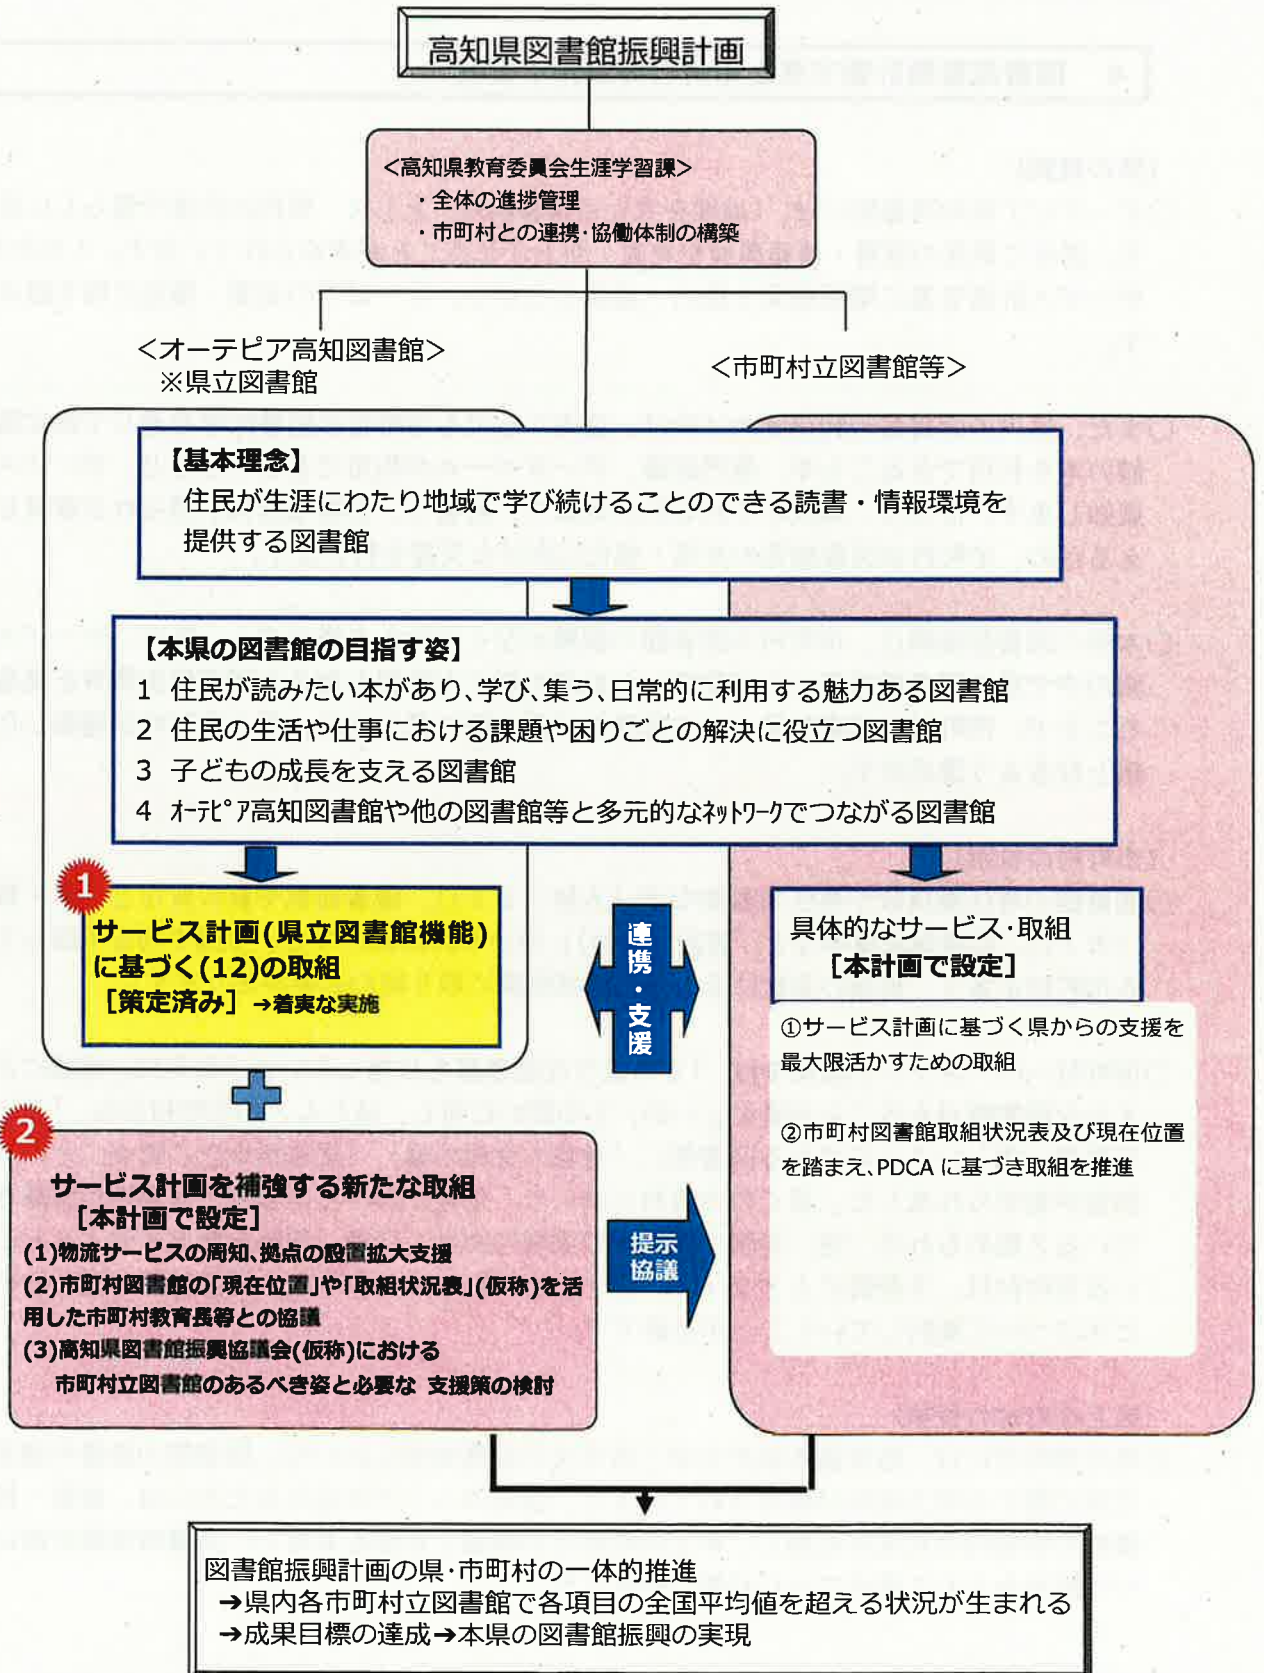 高知県図書館振興計画
<高知県教育委員会生涯学習課>
・全体の進捗管理
・市町村との連携・協働体制の構築
<オーテピア高知図書館>
※県立図書館
<市町村立図書館等>
【基本理念】
住民が生涯にわたり地域で学び続けることのできる読書・情報環境を
提供する図書館
【本県の図書館の目指す姿】
1 住民が読みたい本があり、学び、集う、日常的に利用する魅力ある図書館
2 住民の生活や仕事における課題や困りごとの解決に役立つ図書館
3 子どもの成長を支える図書館
4 オーテピア高知図書館や他の図書館等と多元的なネットワークでつながる図書館
1
サービス計画(県立図書館機能)
に基づく(12)の取組
[策定済み] →着実な実施
連携・支援
具体的なサービス・取組
[本計画で設定]
①サービス計画に基づく県からの支援を
最大限活かすための取組
②市町村図書館取組状況表及び現在位置
を踏まえ、PDCA に基づき取組を推進
2
サービス計画を補強する新たな取組
[本計画で設定]
(1)物流サービスの周知、拠点の設置拡大支援
(2)市町村図書館の「現在位置」や「取組状況表」(仮称)を活
用した市町村教育長等との協議
(3)高知県図書館振興協議会(仮称)における
市町村立図書館のあるべき姿と必要な 支援策の検討
提示
協議
図書館振興計画の県・市町村の一体的推進
→県内各市町村立図書館で各項目の全国平均値を超える状況が生まれる
→成果目標の達成→本県の図書館振興の実現